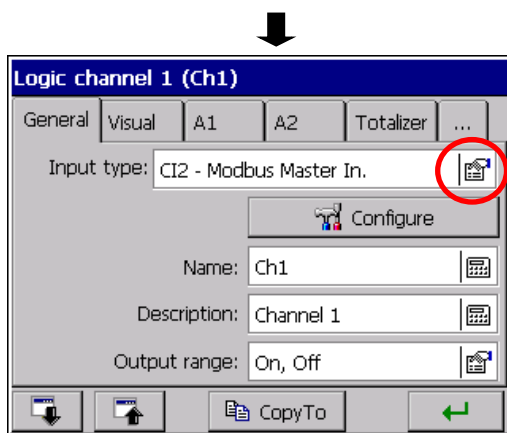 Logic channel 1 (Ch1)
General Visual A1 A2 Totalizer ...
Input type: CI2 - Modbus Master In.
Configure
Name: Ch1
Description: Channel 1
Output range: On, Off
CopyTo